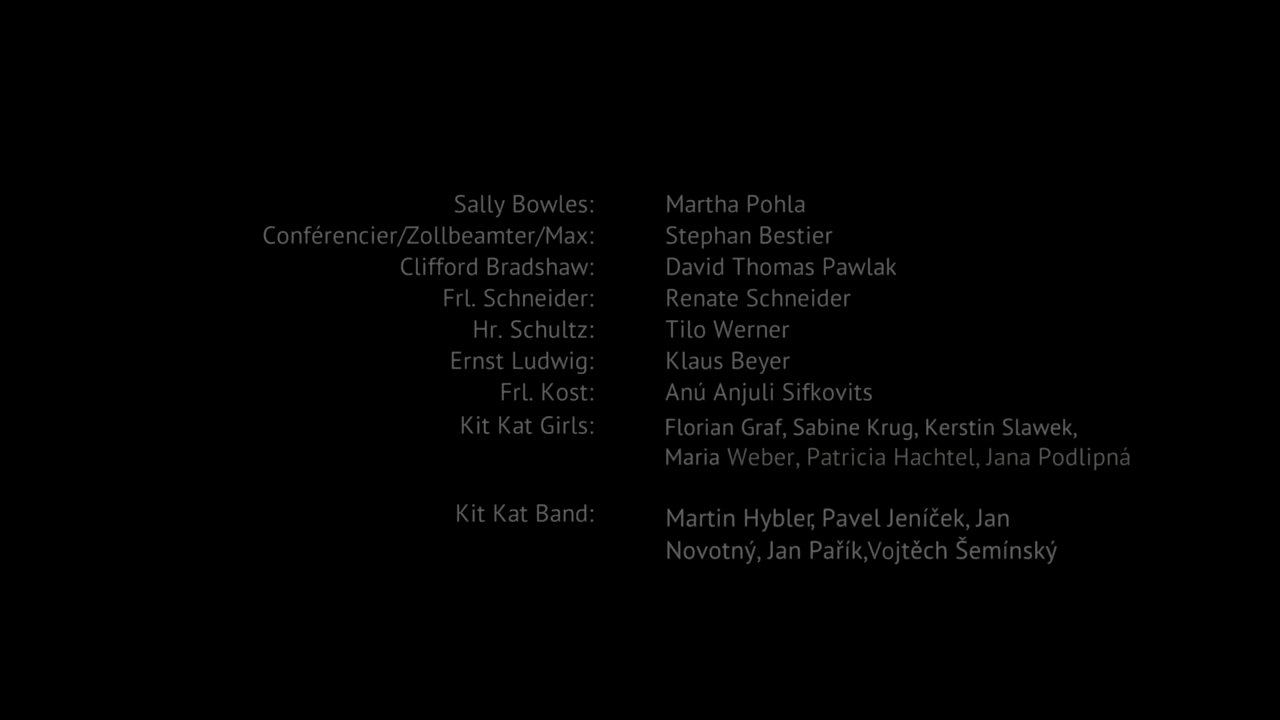 Sally Bowles: Martha Pohla
Conférencier/Zollbeamter/Max: Stephan Bestier
Clifford Bradshaw: David Thomas Pawlak
Frl. Schneider: Renate Schneider
Hr. Schultz: Tilo Werner
Ernst Ludwig: Klaus Beyer
Frl. Kost: Anú Anjuli Sifkovits
Kit Kat Girls: Florian Graf, Sabine Krug, Kerstin Slawek,
Maria Weber, Patricia Hachtel, Jana Podlipná
Kit Kat Band: Martin Hybler, Pavel Jeníček, Jan
Novotný, Jan Pařík,Vojtěch Šemínský